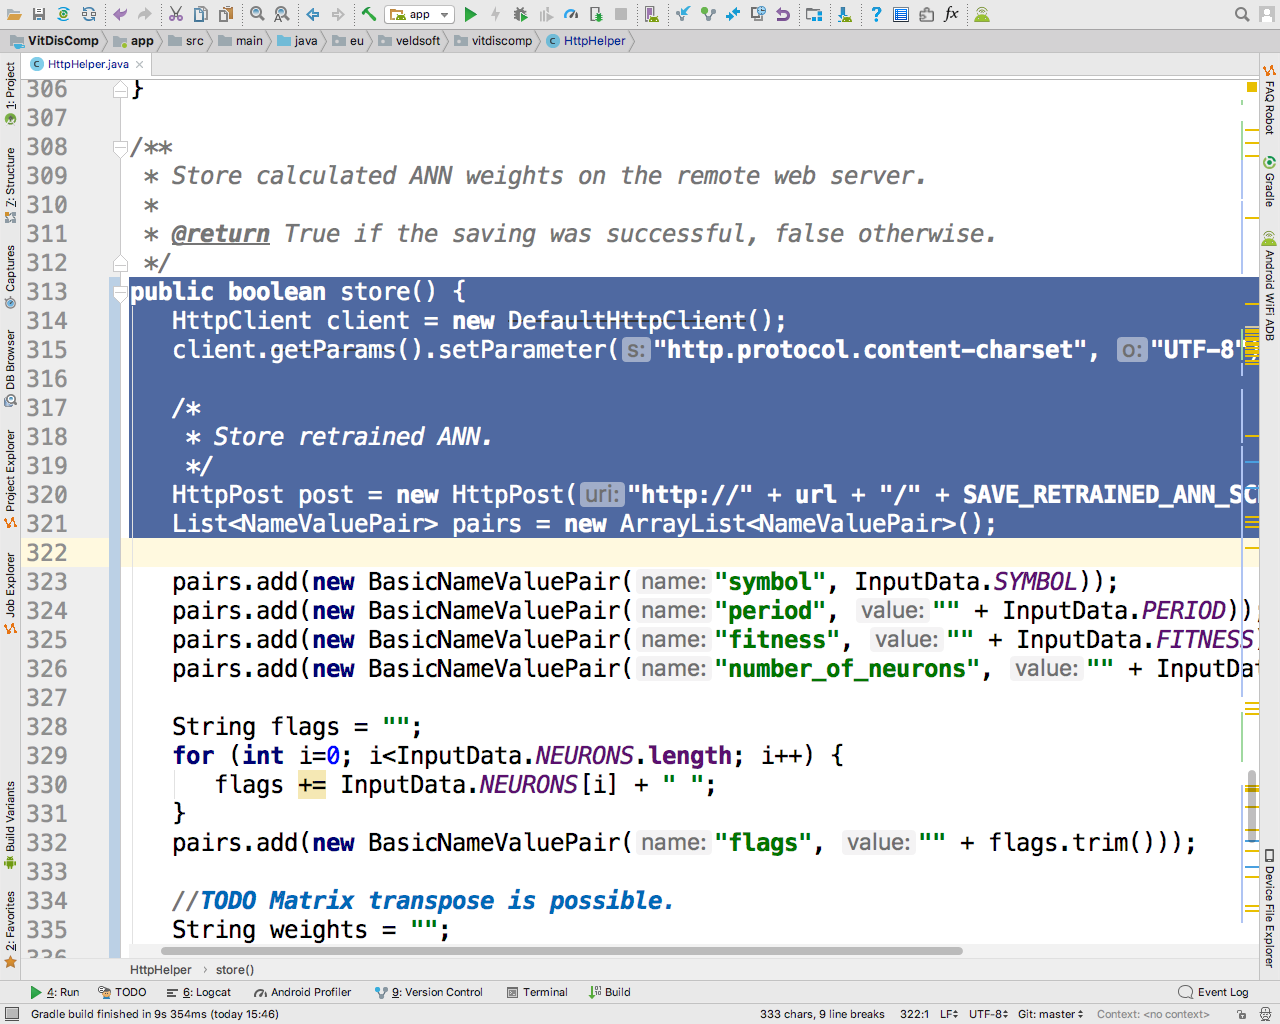 app
VitDisComp app src main java eu veldsoft vitdiscomp HttpHelper
HttpHelper.java
306 }
307
308 /**
309 * Store calculated ANN weights on the remote web server.
310 *
311 * @return True if the saving was successful, false otherwise.
312 */
313 public boolean store() {
314 HttpClient client = new DefaultHttpClient();
315 client.getParams().setParameter( s: "http.protocol.content-charset", o: "UTF-8"
316
317 /*
318 * Store retrained ANN.
319 */
320 HttpPost post = new HttpPost( uri: "http://" + url + "/" + SAVE_RETRAINED_ANN_SC
321 List<NameValuePair> pairs = new ArrayList<NameValuePair>();
322
323 pairs.add(new BasicNameValuePair( name: "symbol", InputData.SYMBOL));
324 pairs.add(new BasicNameValuePair( name: "period", value: "" + InputData.PERIOD));
325 pairs.add(new BasicNameValuePair( name: "fitness", value: "" + InputData.FITNESS)
326 pairs.add(new BasicNameValuePair( name: "number_of_neurons", value: "" + InputDa
327
328 String flags = "";
329 for (int i=0; i<InputData.NEURONS.length; i++) {
330 flags += InputData.NEURONS[i] + " ";
331 }
332 pairs.add(new BasicNameValuePair( name: "flags", value: "" + flags.trim()));
333
334 //TODO Matrix transpose is possible.
335 String weights = "";
336
HttpHelper › store()
1: Project
7: Structure
Captures
DB Browser
Project Explorer
Job Explorer
Build Variants
2: Favorites
FAQ Robot
Gradle
Android WiFi ADB
Device File Explorer
4: Run TODO 6: Logcat Android Profiler 9: Version Control Terminal Build Event Log
Gradle build finished in 9s 354ms (today 15:46) 333 chars, 9 line breaks 322:1 LF UTF-8 Git: master Context: <no context>